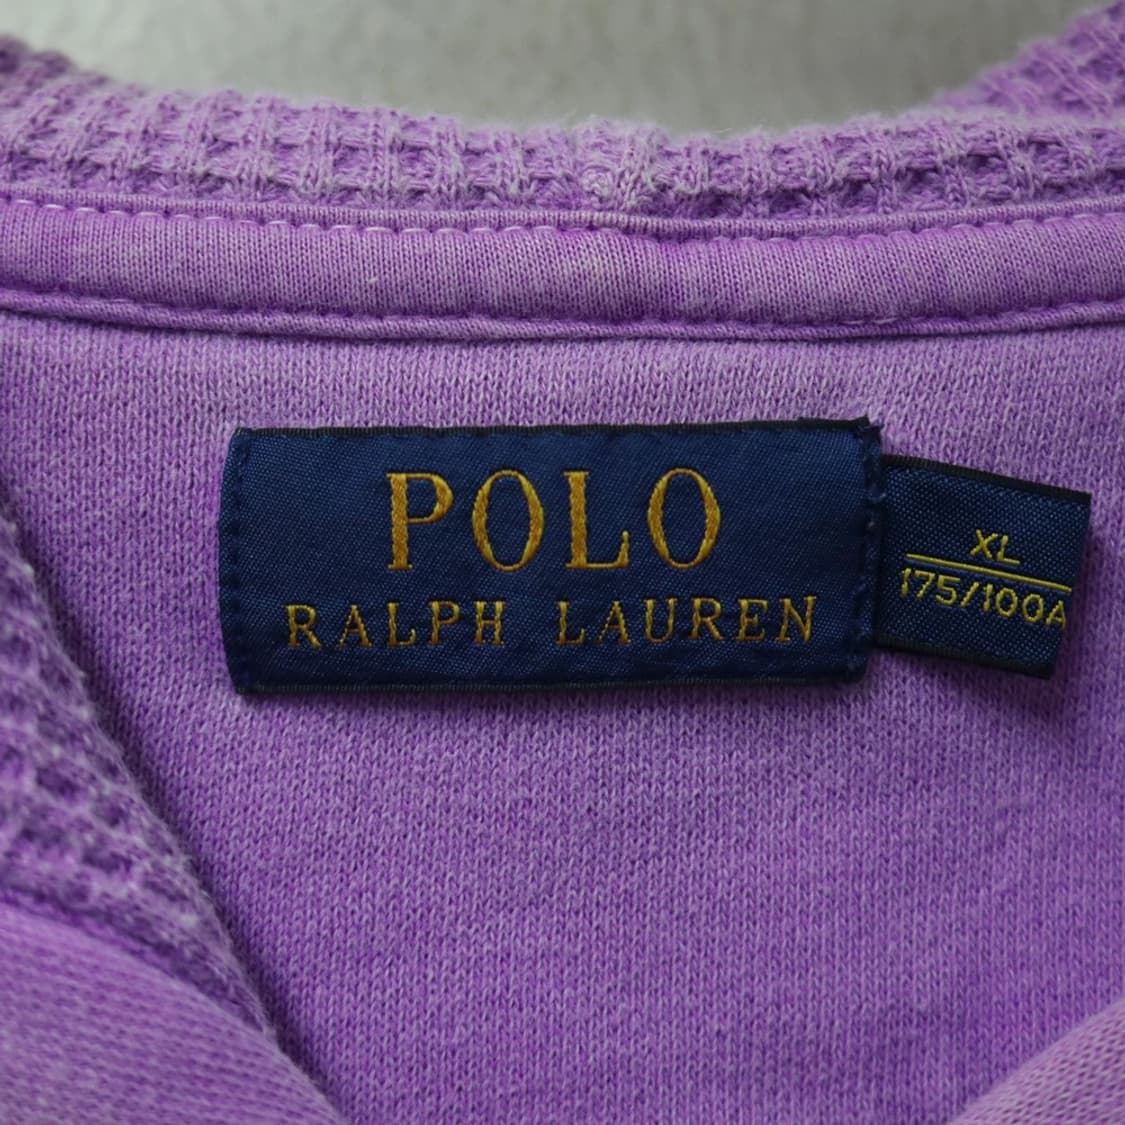 POLO
RALPH LAUREN
XL
175/100A